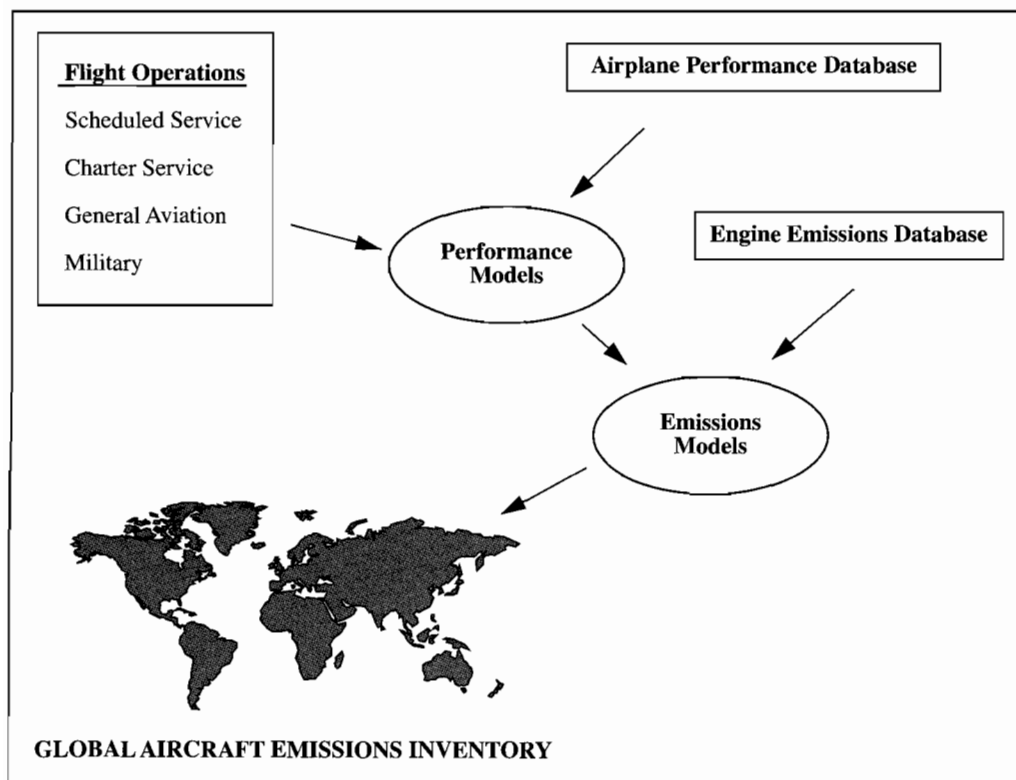 Flight Operations
Scheduled Service
Charter Service
General Aviation
Military
Airplane Performance Database
Engine Emissions Database
Performance
Models
Emissions
Models
GLOBAL AIRCRAFT EMISSIONS INVENTORY